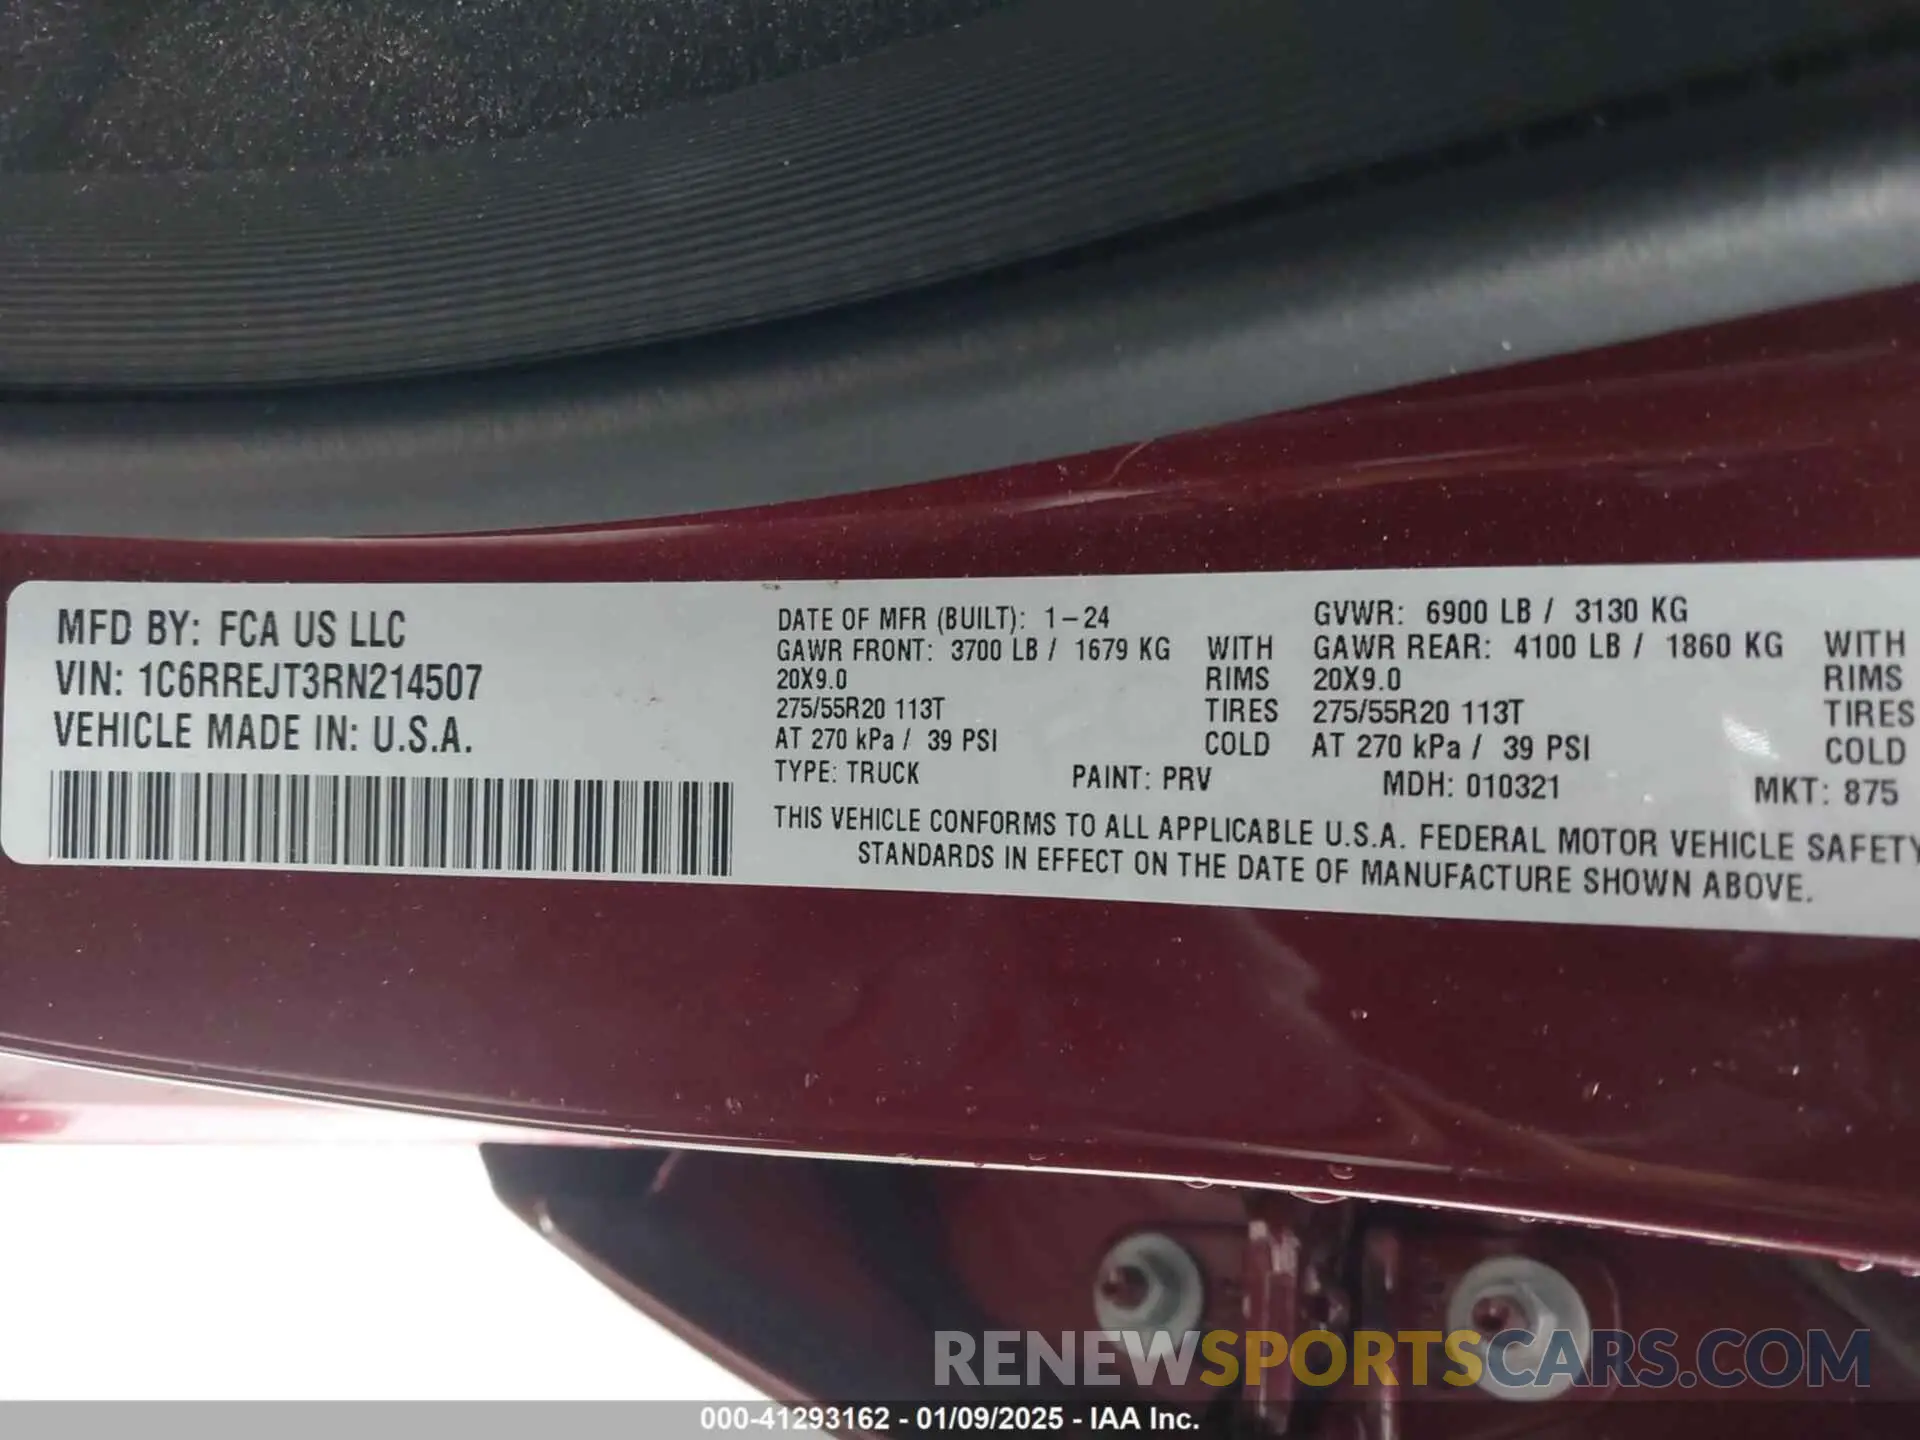 MFD BY: FCA US LLC
VIN: 1C6RREJT3RN214507
VEHICLE MADE IN: U.S.A.
DATE OF MFR (BUILT): 1-24 GVWR: 6900 LB / 3130 KG
GAWR FRONT: 3700 LB / 1679 KG WITH GAWR REAR: 4100 LB / 1860 KG WITH
20X9.0 RIMS 20X9.0 RIMS
275/55R20 113T TIRES 275/55R20 113T TIRES
AT 270 kPa / 39 PSI COLD AT 270 kPa / 39 PSI COLD
TYPE: TRUCK PAINT: PRV MDH: 010321 MKT: 875
THIS VEHICLE CONFORMS TO ALL APPLICABLE U.S.A. FEDERAL MOTOR VEHICLE SAFETY
STANDARDS IN EFFECT ON THE DATE OF MANUFACTURE SHOWN ABOVE.
RENEWSPORTSCARS.COM
000-41293162 - 01/09/2025 - IAA Inc.